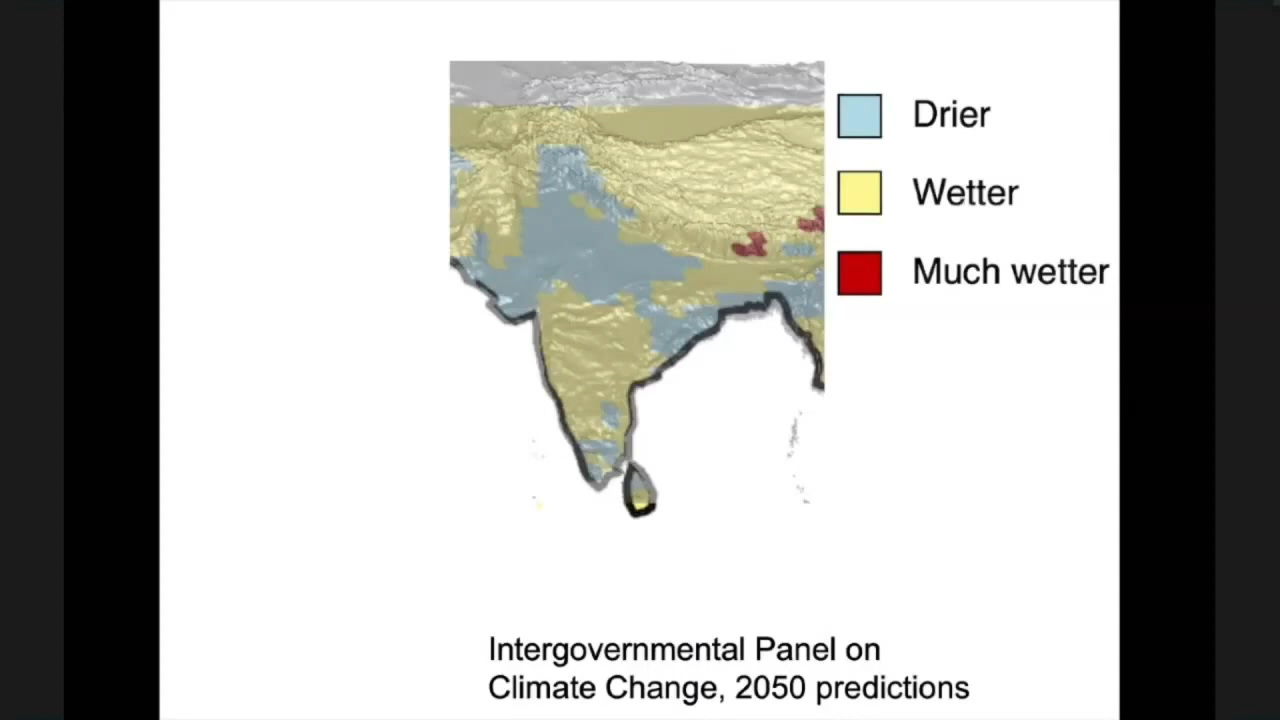 Drier
Wetter
Much wetter
Intergovernmental Panel on
Climate Change, 2050 predictions